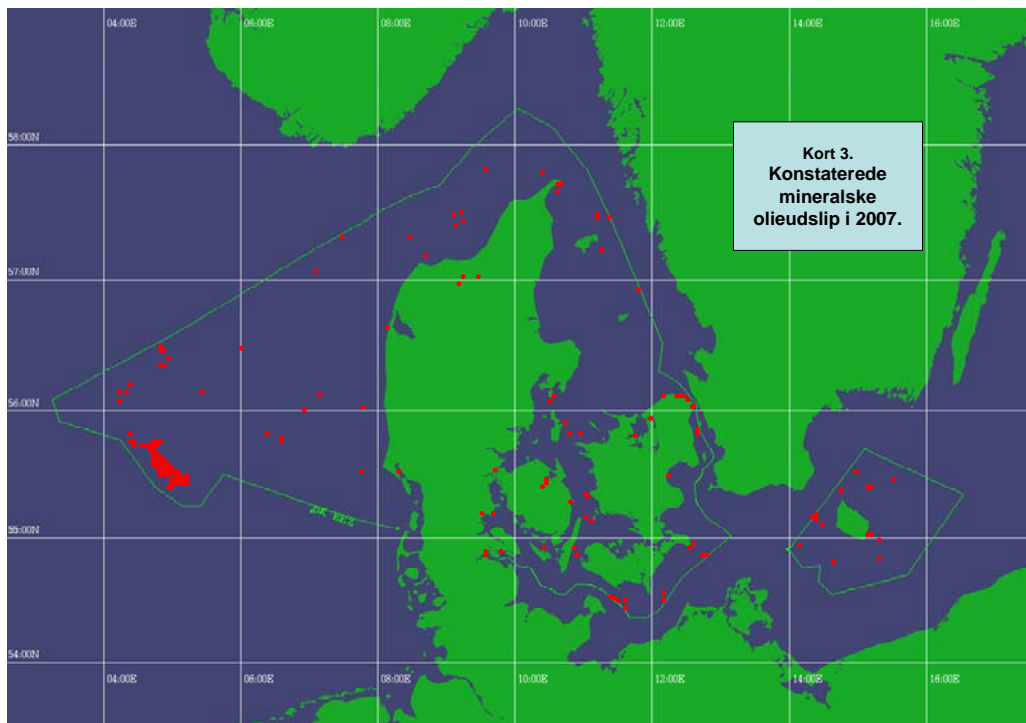 04:00E 06:00E 08:00E 10:00E 12:00E 14:00E 16:00E
58:00N
Kort 3.
Konstaterede
mineralske
olieudslip i 2007.
57:00N
56:00N
DK EEZ
55:00N
54:00N
04:00E 06:00E 08:00E 10:00E 12:00E 14:00E 16:00E